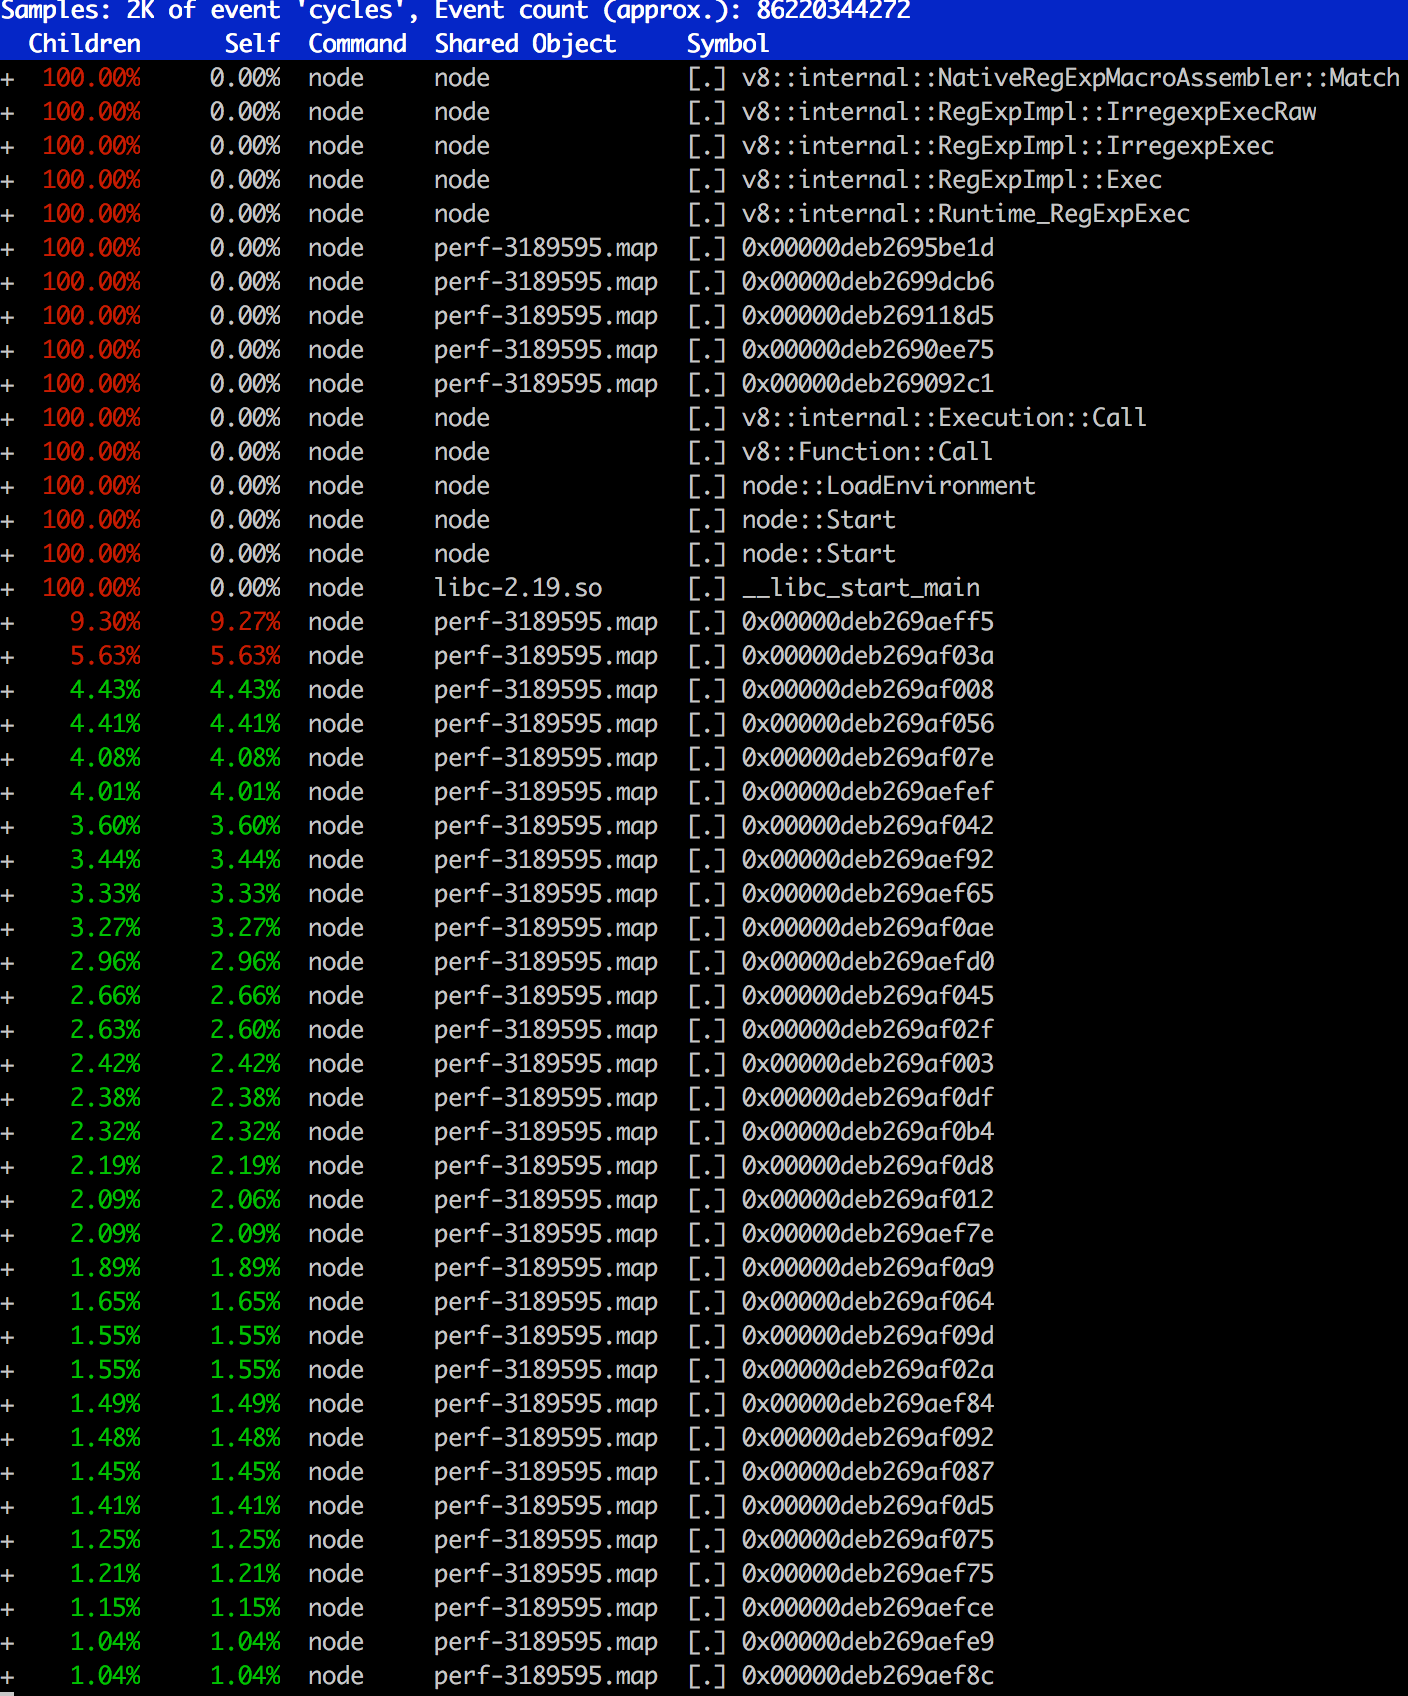 Samples: 2K of event 'cycles', Event count (approx.): 86220344272
Children Self Command Shared Object Symbol
+ 100.00% 0.00% node node [.] v8::internal::NativeRegExpMacroAssembler::Match
+ 100.00% 0.00% node node [.] v8::internal::RegExpImpl::IrregexpExecRaw
+ 100.00% 0.00% node node [.] v8::internal::RegExpImpl::IrregexpExec
+ 100.00% 0.00% node node [.] v8::internal::RegExpImpl::Exec
+ 100.00% 0.00% node node [.] v8::internal::Runtime_RegExpExec
+ 100.00% 0.00% node perf-3189595.map [.] 0x00000deb2695be1d
+ 100.00% 0.00% node perf-3189595.map [.] 0x00000deb2699dcb6
+ 100.00% 0.00% node perf-3189595.map [.] 0x00000deb269118d5
+ 100.00% 0.00% node perf-3189595.map [.] 0x00000deb2690ee75
+ 100.00% 0.00% node perf-3189595.map [.] 0x00000deb269092c1
+ 100.00% 0.00% node node [.] v8::internal::Execution::Call
+ 100.00% 0.00% node node [.] v8::Function::Call
+ 100.00% 0.00% node node [.] node::LoadEnvironment
+ 100.00% 0.00% node node [.] node::Start
+ 100.00% 0.00% node node [.] node::Start
+ 100.00% 0.00% node libc-2.19.so [.] __libc_start_main
+ 9.30% 9.27% node perf-3189595.map [.] 0x00000deb269aeff5
+ 5.63% 5.63% node perf-3189595.map [.] 0x00000deb269af03a
+ 4.43% 4.43% node perf-3189595.map [.] 0x00000deb269af008
+ 4.41% 4.41% node perf-3189595.map [.] 0x00000deb269af056
+ 4.08% 4.08% node perf-3189595.map [.] 0x00000deb269af07e
+ 4.01% 4.01% node perf-3189595.map [.] 0x00000deb269aefef
+ 3.60% 3.60% node perf-3189595.map [.] 0x00000deb269af042
+ 3.44% 3.44% node perf-3189595.map [.] 0x00000deb269aef92
+ 3.33% 3.33% node perf-3189595.map [.] 0x00000deb269aef65
+ 3.27% 3.27% node perf-3189595.map [.] 0x00000deb269af0ae
+ 2.96% 2.96% node perf-3189595.map [.] 0x00000deb269aefd0
+ 2.66% 2.66% node perf-3189595.map [.] 0x00000deb269af045
+ 2.63% 2.60% node perf-3189595.map [.] 0x00000deb269af02f
+ 2.42% 2.42% node perf-3189595.map [.] 0x00000deb269af003
+ 2.38% 2.38% node perf-3189595.map [.] 0x00000deb269af0df
+ 2.32% 2.32% node perf-3189595.map [.] 0x00000deb269af0b4
+ 2.19% 2.19% node perf-3189595.map [.] 0x00000deb269af0d8
+ 2.09% 2.06% node perf-3189595.map [.] 0x00000deb269af012
+ 2.09% 2.09% node perf-3189595.map [.] 0x00000deb269aef7e
+ 1.89% 1.89% node perf-3189595.map [.] 0x00000deb269af0a9
+ 1.65% 1.65% node perf-3189595.map [.] 0x00000deb269af064
+ 1.55% 1.55% node perf-3189595.map [.] 0x00000deb269af09d
+ 1.55% 1.55% node perf-3189595.map [.] 0x00000deb269af02a
+ 1.49% 1.49% node perf-3189595.map [.] 0x00000deb269aef84
+ 1.48% 1.48% node perf-3189595.map [.] 0x00000deb269af092
+ 1.45% 1.45% node perf-3189595.map [.] 0x00000deb269af087
+ 1.41% 1.41% node perf-3189595.map [.] 0x00000deb269af0d5
+ 1.25% 1.25% node perf-3189595.map [.] 0x00000deb269af075
+ 1.21% 1.21% node perf-3189595.map [.] 0x00000deb269aef75
+ 1.15% 1.15% node perf-3189595.map [.] 0x00000deb269aefce
+ 1.04% 1.04% node perf-3189595.map [.] 0x00000deb269aefe9
+ 1.04% 1.04% node perf-3189595.map [.] 0x00000deb269aef8c